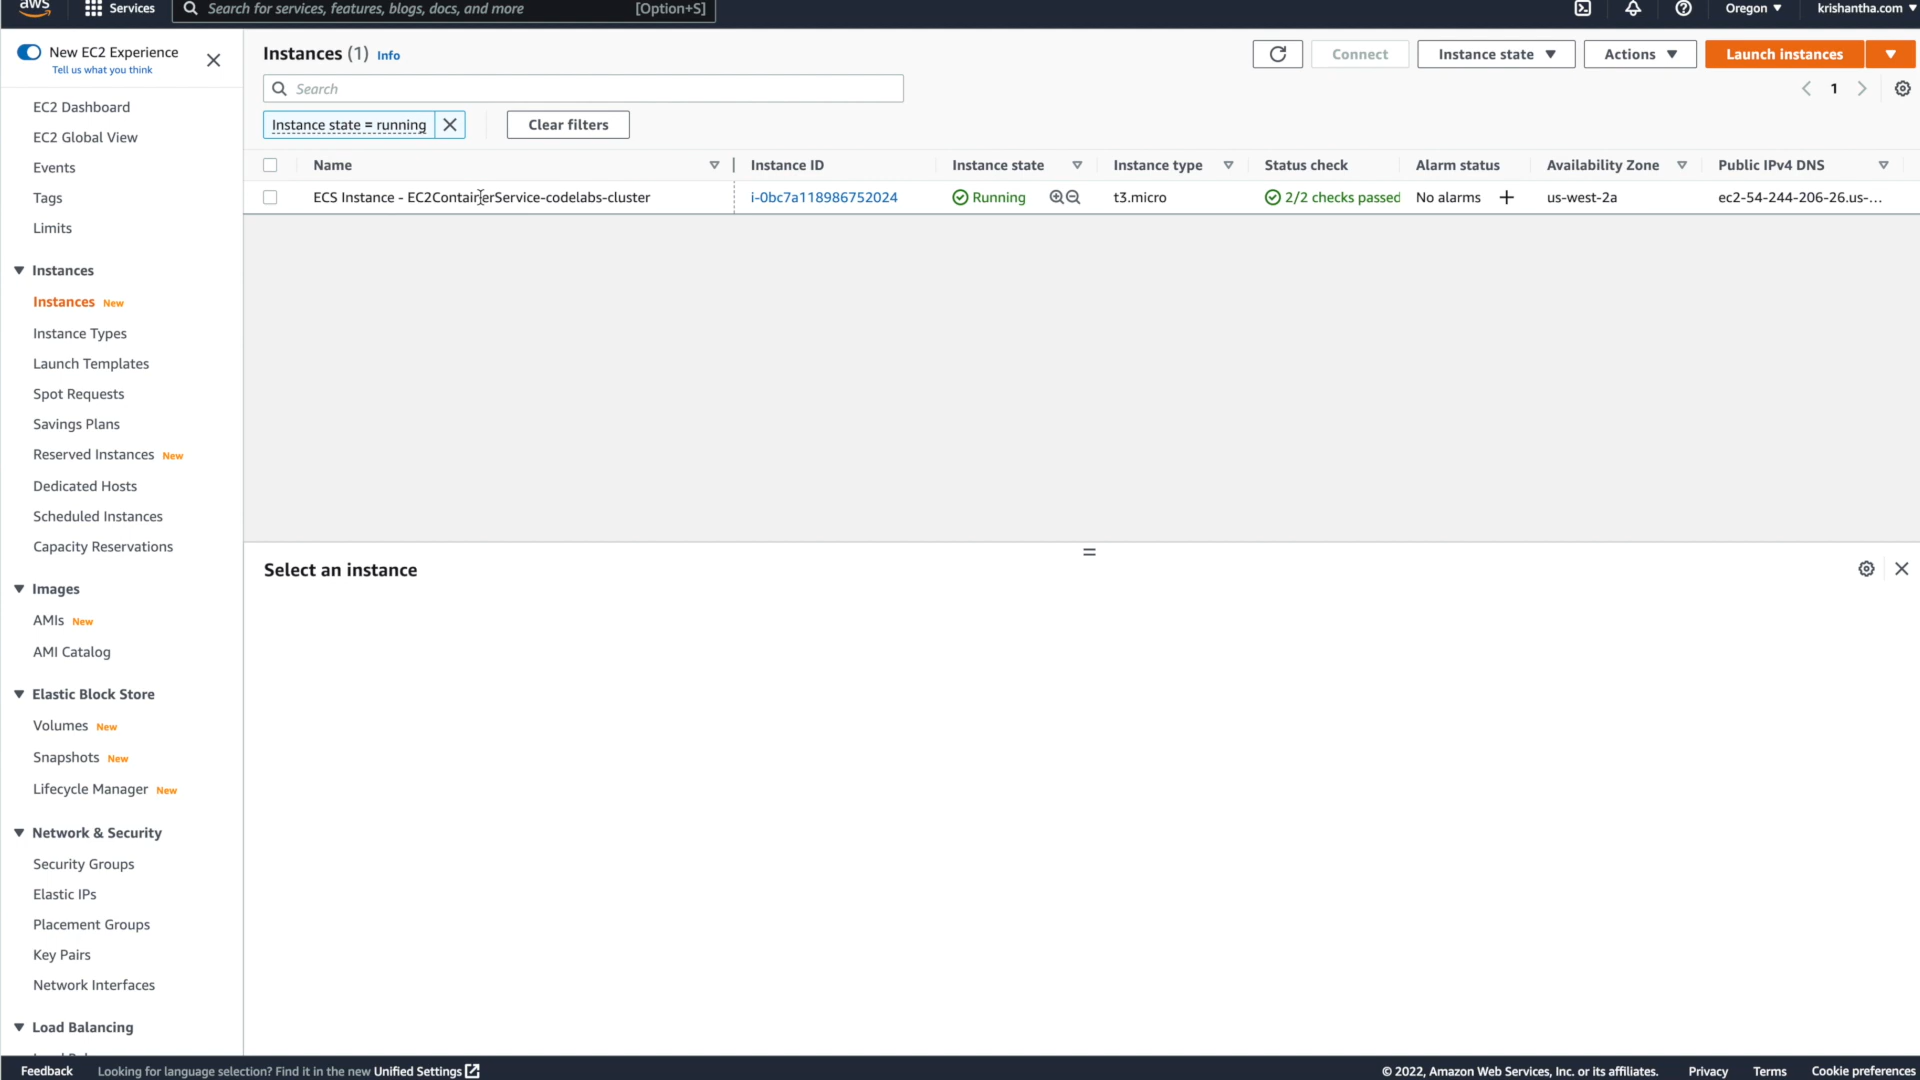 aws Services Search for services, features, blogs, docs, and more [Option+S] Oregon krishantha.com
New EC2 Experience
Tell us what you think
EC2 Dashboard
EC2 Global View
Events
Tags
Limits
Instances
Instances New
Instance Types
Launch Templates
Spot Requests
Savings Plans
Reserved Instances New
Dedicated Hosts
Scheduled Instances
Capacity Reservations
Images
AMIs New
AMI Catalog
Elastic Block Store
Volumes New
Snapshots New
Lifecycle Manager New
Network & Security
Security Groups
Elastic IPs
Placement Groups
Key Pairs
Network Interfaces
Load Balancing
Instances (1) Info Connect Instance state Actions Launch instances
Search 1
Instance state = running Clear filters
Name Instance ID Instance state Instance type Status check Alarm status Availability Zone Public IPv4 DNS
ECS Instance - EC2ContainerService-codelabs-cluster i-0bc7a118986752024 Running t3.micro 2/2 checks passed No alarms us-west-2a ec2-54-244-206-26.us-...
Select an instance
Feedback Looking for language selection? Find it in the new Unified Settings © 2022, Amazon Web Services, Inc. or its affiliates. Privacy Terms Cookie preferences